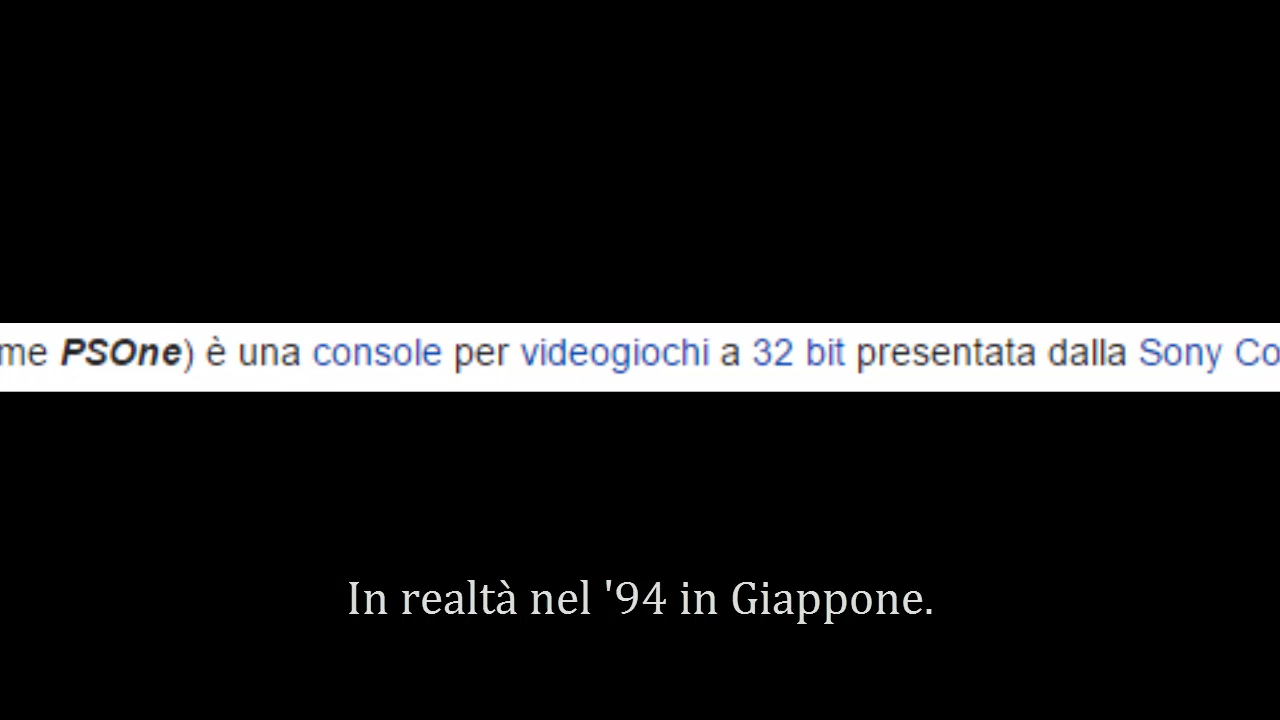 me PSOne) è una console per videogiochi a 32 bit presentata dalla Sony Co
In realtà nel '94 in Giappone.